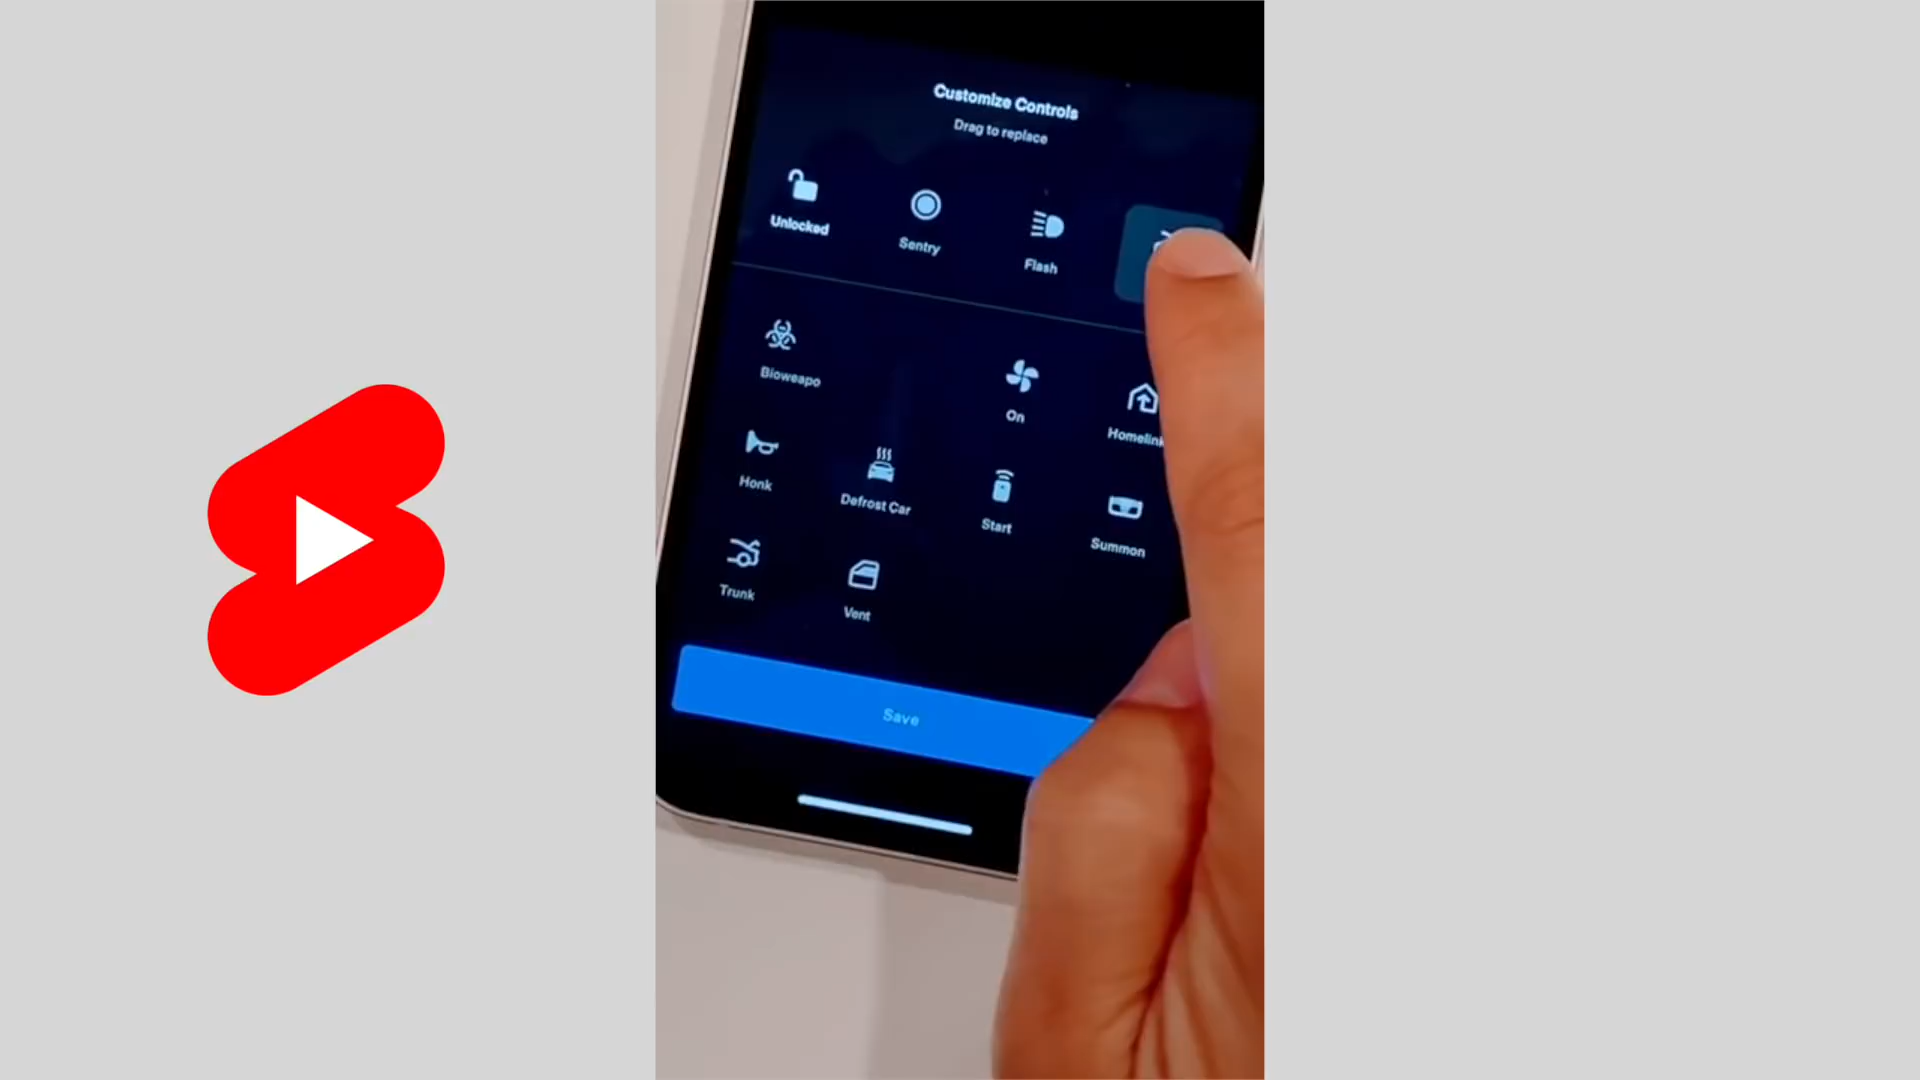 Customize Controls
Drag to replace
Unlocked
Sentry
Flash
Bioweapo
On
Homelink
Honk
Defrost Car
Start
Summon
Trunk
Vent
Save